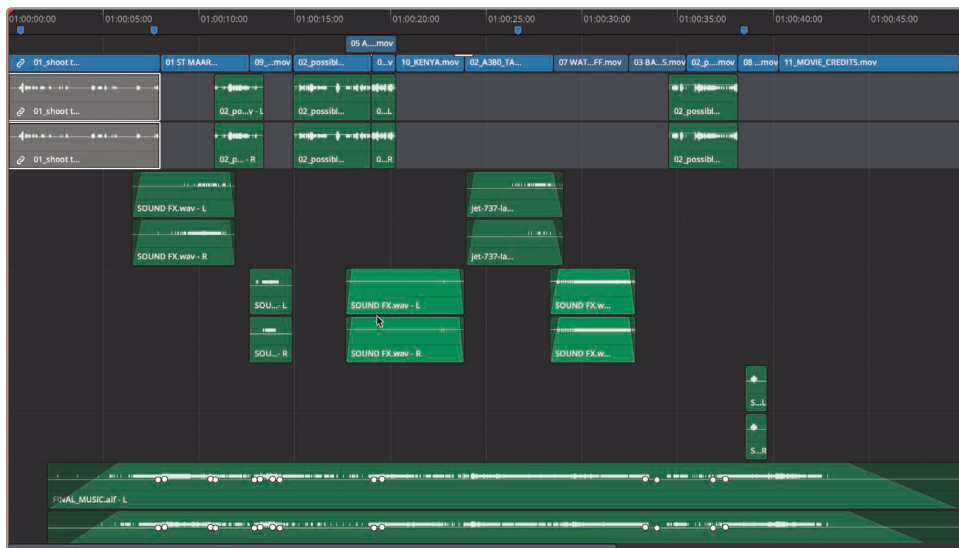 01:00:00:00 01:00:05:00 01:00:10:00 01:00:15:00 01:00:20:00 01:00:25:00 01:00:30:00 01:00:35:00 01:00:40:00 01:00:45:00
05 A....mov
01_shoot t... 01 ST MAAR... 09_...mov 02_possibl... 0...v 10_KENYA.mov 02_A380_TA... 07 WAT...FF.mov 03 BA...S.mov 02_p....mov 08 ...mov 11_MOVIE_CREDITS.mov
01_shoot t... 02_po...v - L 02_possibl... 0...L 02_possibl...
01_shoot t... 02_p... - R 02_possibl... 0...R 02_possibl...
SOUND FX.wav - L jet-737-la...
SOUND FX.wav - R jet-737-la...
SOU...- L SOUND FX.wav - L SOUND FX.w...
SOU...- R SOUND FX.wav - R SOUND FX.w...
S...L
S...R
FINAL_MUSIC.aif - L